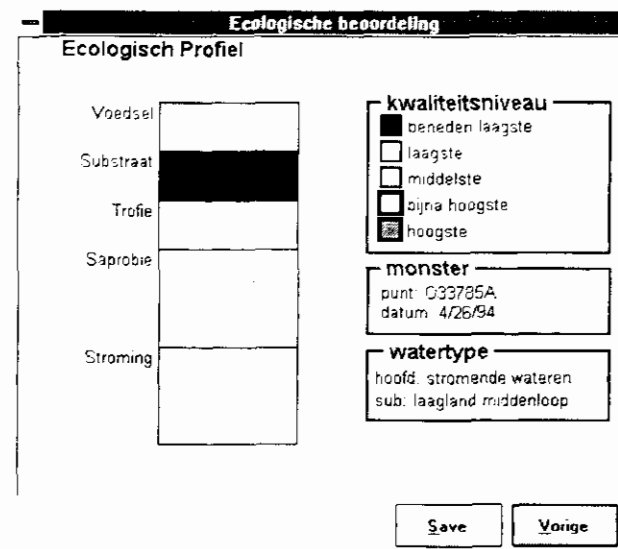 Ecologische beoordeling
Ecologisch Profiel
Voedsel
Substraat
Trofie
Saprobie
Stroming
kwaliteitsniveau
beneden laagste
laagste
middelste
bijna hoogste
hoogste
monster
punt: O33785A
datum: 4/26/94
watertype
hoofd: stromende wateren
sub: laagland middenloop
Save
Vorige